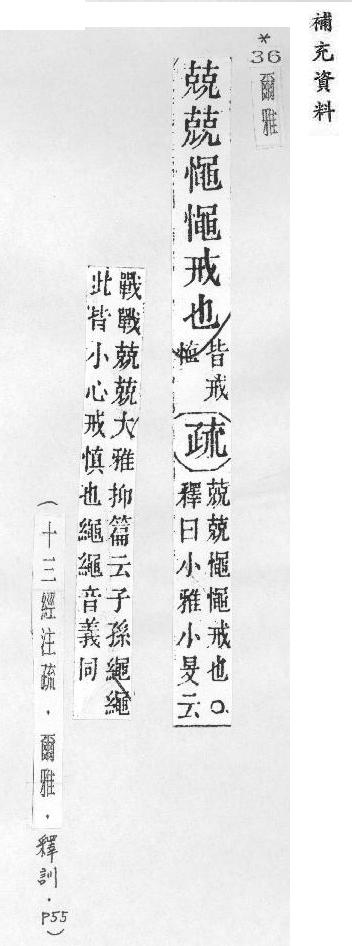 補充資料
*
36
爾雅
兢兢憴憴戒也
皆戒
恤
疏
兢兢憴憴戒也○
釋曰小雅小旻云
戰戰兢兢大雅抑篇云子孫繩繩
此皆小心戒慎也繩繩音義同
(十三經注疏.爾雅.釋訓.P55)